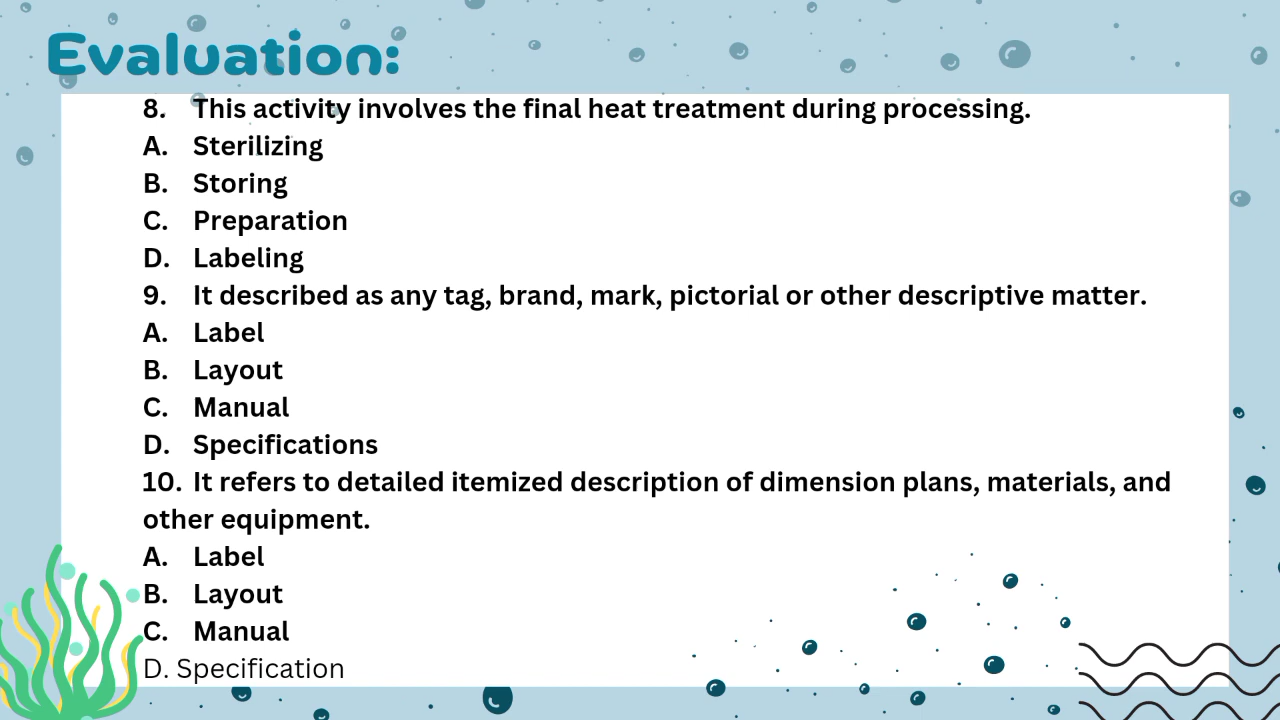 Evaluation:
8. This activity involves the final heat treatment during processing.
A. Sterilizing
B. Storing
C. Preparation
D. Labeling
9. It described as any tag, brand, mark, pictorial or other descriptive matter.
A. Label
B. Layout
C. Manual
D. Specifications
10. It refers to detailed itemized description of dimension plans, materials, and
other equipment.
A. Label
B. Layout
C. Manual
D. Specification